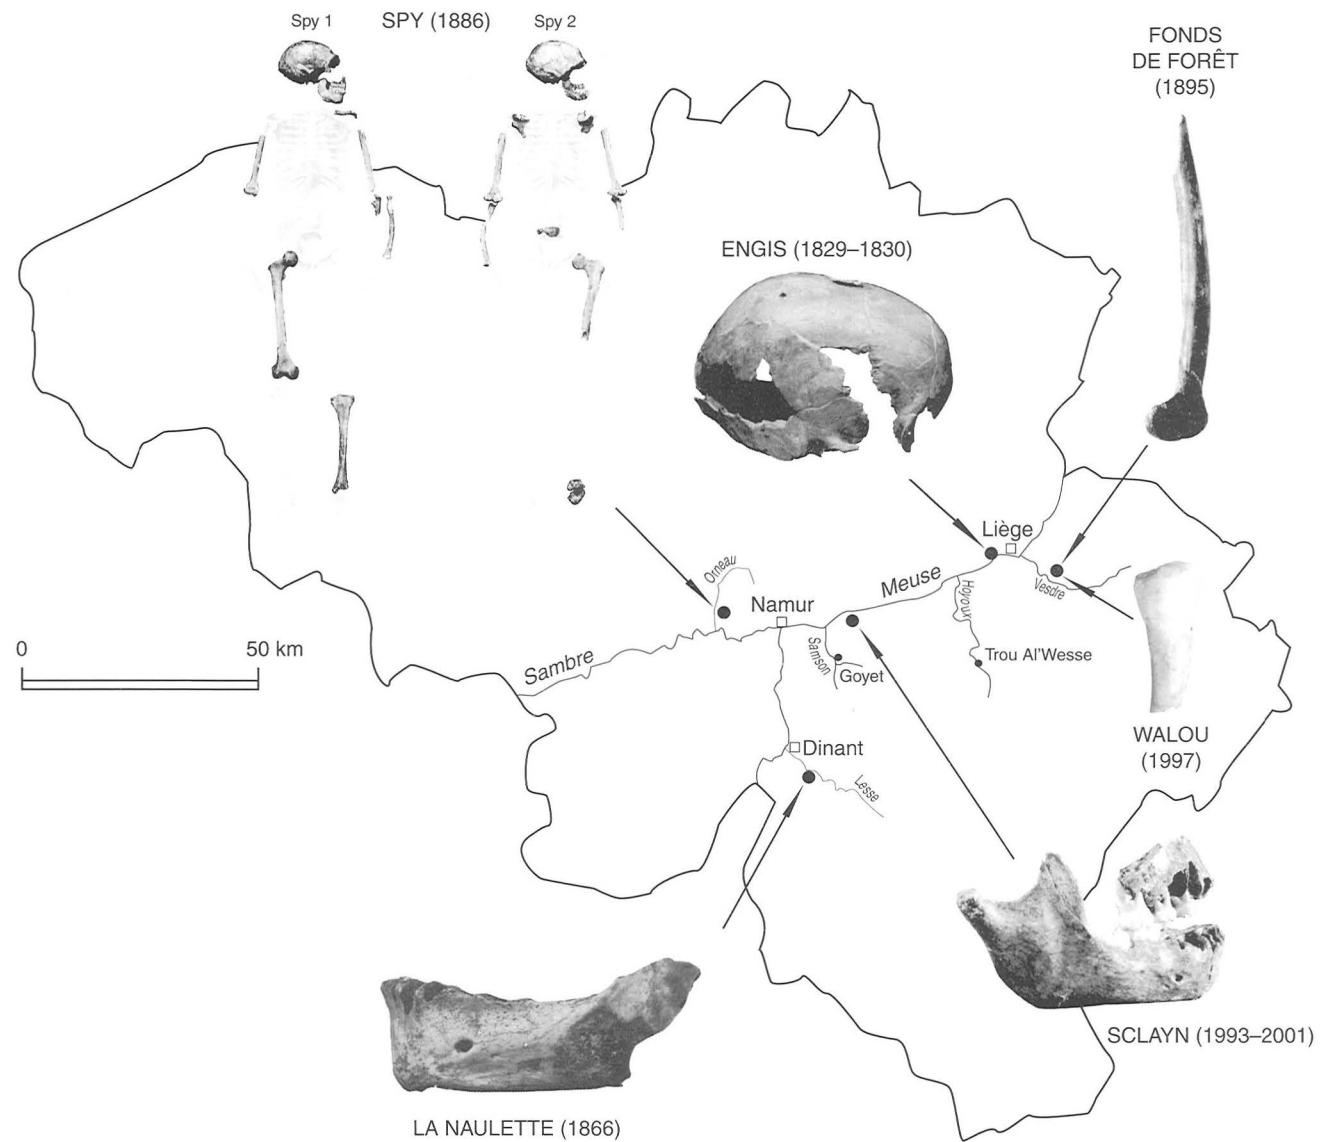 Spy 1
SPY (1886)
Spy 2
FONDS
DE FORÊT
(1895)
ENGIS (1829–1830)
Liège
Orneau
Meuse
Hoyoux
Vesdre
Namur
0
50 km
Sambre
Samson
Goyet
Trou Al'Wesse
WALOU
(1997)
Dinant
Lesse
SCLAYN (1993–2001)
LA NAULETTE (1866)